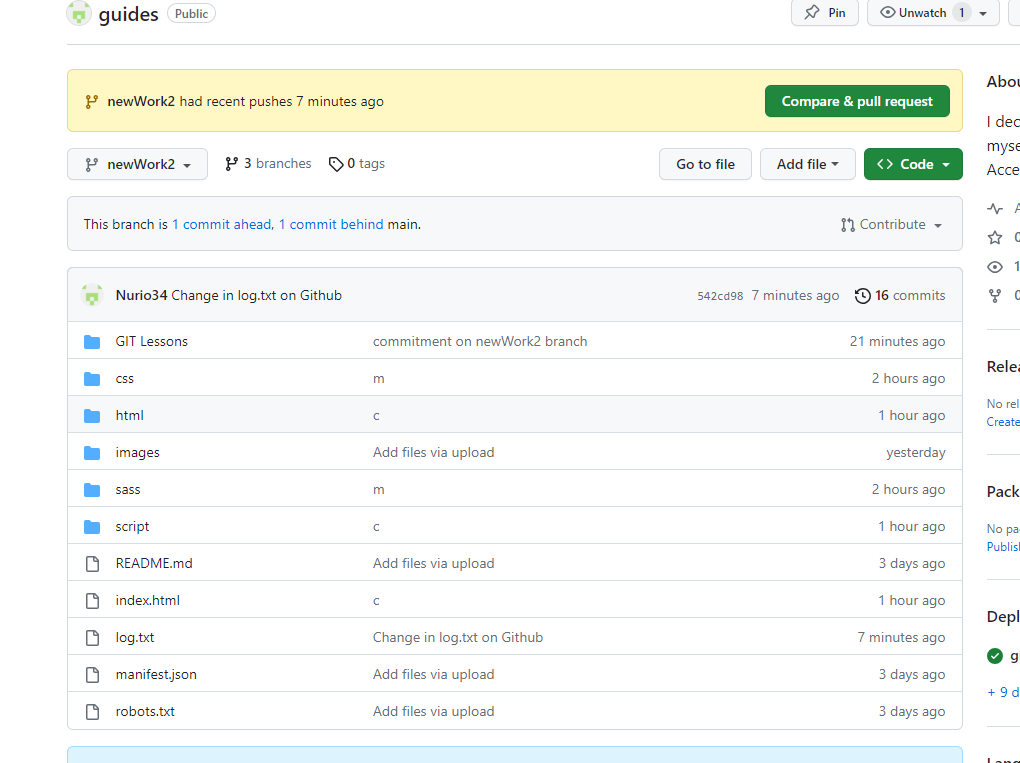 guides Public Pin Unwatch 1
newWork2 had recent pushes 7 minutes ago Compare & pull request
newWork2 3 branches 0 tags Go to file Add file Code
This branch is 1 commit ahead, 1 commit behind main. Contribute
Nurio34 Change in log.txt on Github 542cd98 7 minutes ago 16 commits
GIT Lessons commitment on newWork2 branch 21 minutes ago
css m 2 hours ago
html c 1 hour ago
images Add files via upload yesterday
sass m 2 hours ago
script c 1 hour ago
README.md Add files via upload 3 days ago
index.html c 1 hour ago
log.txt Change in log.txt on Github 7 minutes ago
manifest.json Add files via upload 3 days ago
robots.txt Add files via upload 3 days ago
Abou
I dec
myse
Acce
A
0
1
0
Relea
No rel
Create
Pack
No pa
Publish
Depl
g
+ 9 d